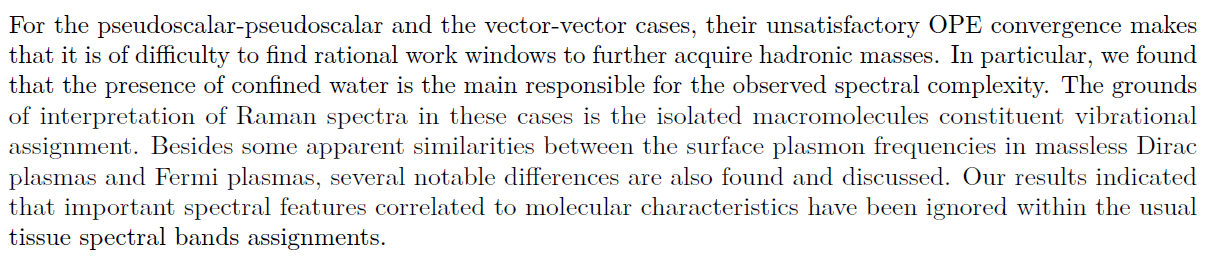 For the pseudoscalar-pseudoscalar and the vector-vector cases, their unsatisfactory OPE convergence makes
that it is of difficulty to find rational work windows to further acquire hadronic masses. In particular, we found
that the presence of confined water is the main responsible for the observed spectral complexity. The grounds
of interpretation of Raman spectra in these cases is the isolated macromolecules constituent vibrational
assignment. Besides some apparent similarities between the surface plasmon frequencies in massless Dirac
plasmas and Fermi plasmas, several notable differences are also found and discussed. Our results indicated
that important spectral features correlated to molecular characteristics have been ignored within the usual
tissue spectral bands assignments.